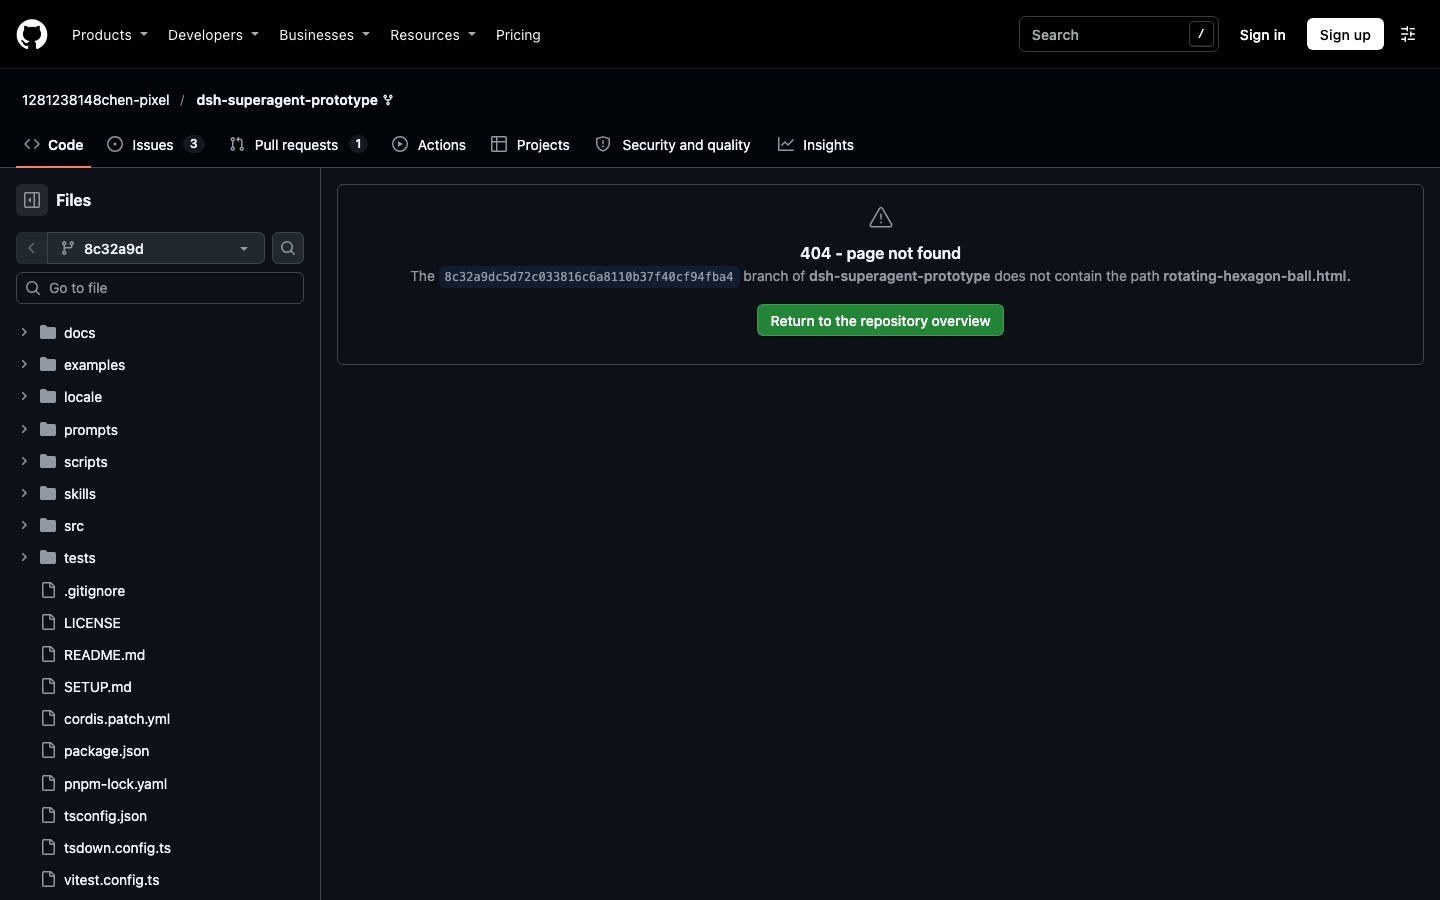 Products Developers Businesses Resources Pricing Search / Sign in Sign up
1281238148chen-pixel / dsh-superagent-prototype
Code Issues 3 Pull requests 1 Actions Projects Security and quality Insights
Files
8c32a9d
Go to file
docs
examples
locale
prompts
scripts
skills
src
tests
.gitignore
LICENSE
README.md
SETUP.md
cordis.patch.yml
package.json
pnpm-lock.yaml
tsconfig.json
tsdown.config.ts
vitest.config.ts
404 - page not found
The 8c32a9dc5d72c033816c6a8110b37f40cf94fba4 branch of dsh-superagent-prototype does not contain the path rotating-hexagon-ball.html.
Return to the repository overview